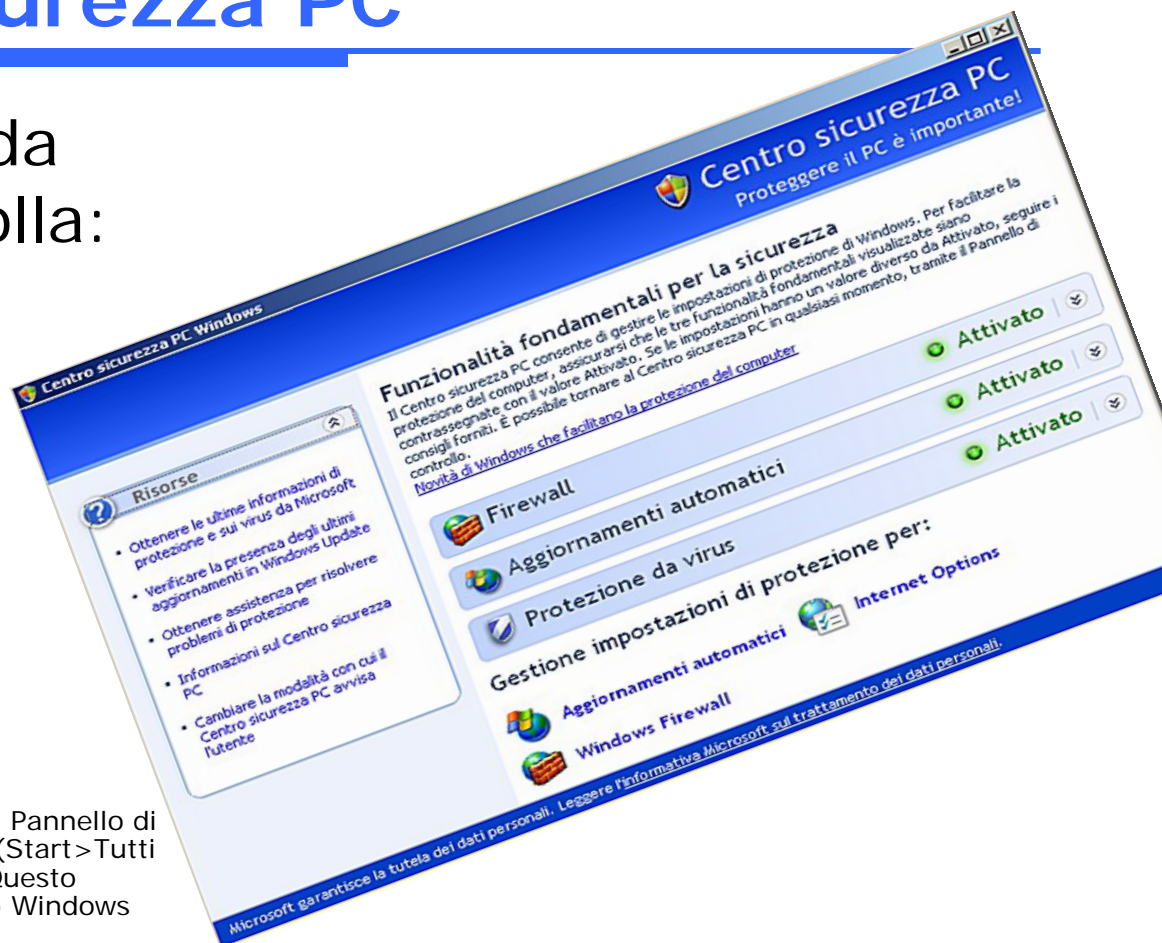 urezza PC
da
olla:
Centro sicurezza PC Windows
Centro sicurezza PC
Proteggere il PC è importante!
Risorse
• Ottenere le ultime informazioni di
protezione e sui virus da Microsoft
• Verificare la presenza degli ultimi
aggiornamenti in Windows Update
• Ottenere assistenza per risolvere
problemi di protezione
• Informazioni sul Centro sicurezza
PC
• Cambiare la modalità con cui il
Centro sicurezza PC avvisa
l'utente
Funzionalità fondamentali per la sicurezza
Il Centro sicurezza PC consente di gestire le impostazioni di protezione di Windows. Per facilitare la
protezione del computer, assicurarsi che le tre funzionalità fondamentali visualizzate siano
contrassegnate con il valore Attivato. Se le impostazioni hanno un valore diverso da Attivato, seguire i
consigli forniti. È possibile tornare al Centro sicurezza PC in qualsiasi momento, tramite il Pannello di
controllo.
Novità di Windows che facilitano la protezione del computer
Firewall Attivato
Aggiornamenti automatici Attivato
Protezione da virus Attivato
Gestione impostazioni di protezione per:
Aggiornamenti automatici Internet Options
Windows Firewall
Microsoft garantisce la tutela dei dati personali. Leggere l'informativa Microsoft sul trattamento dei dati personali.
Pannello di
(Start>Tutti
Questo
Windows